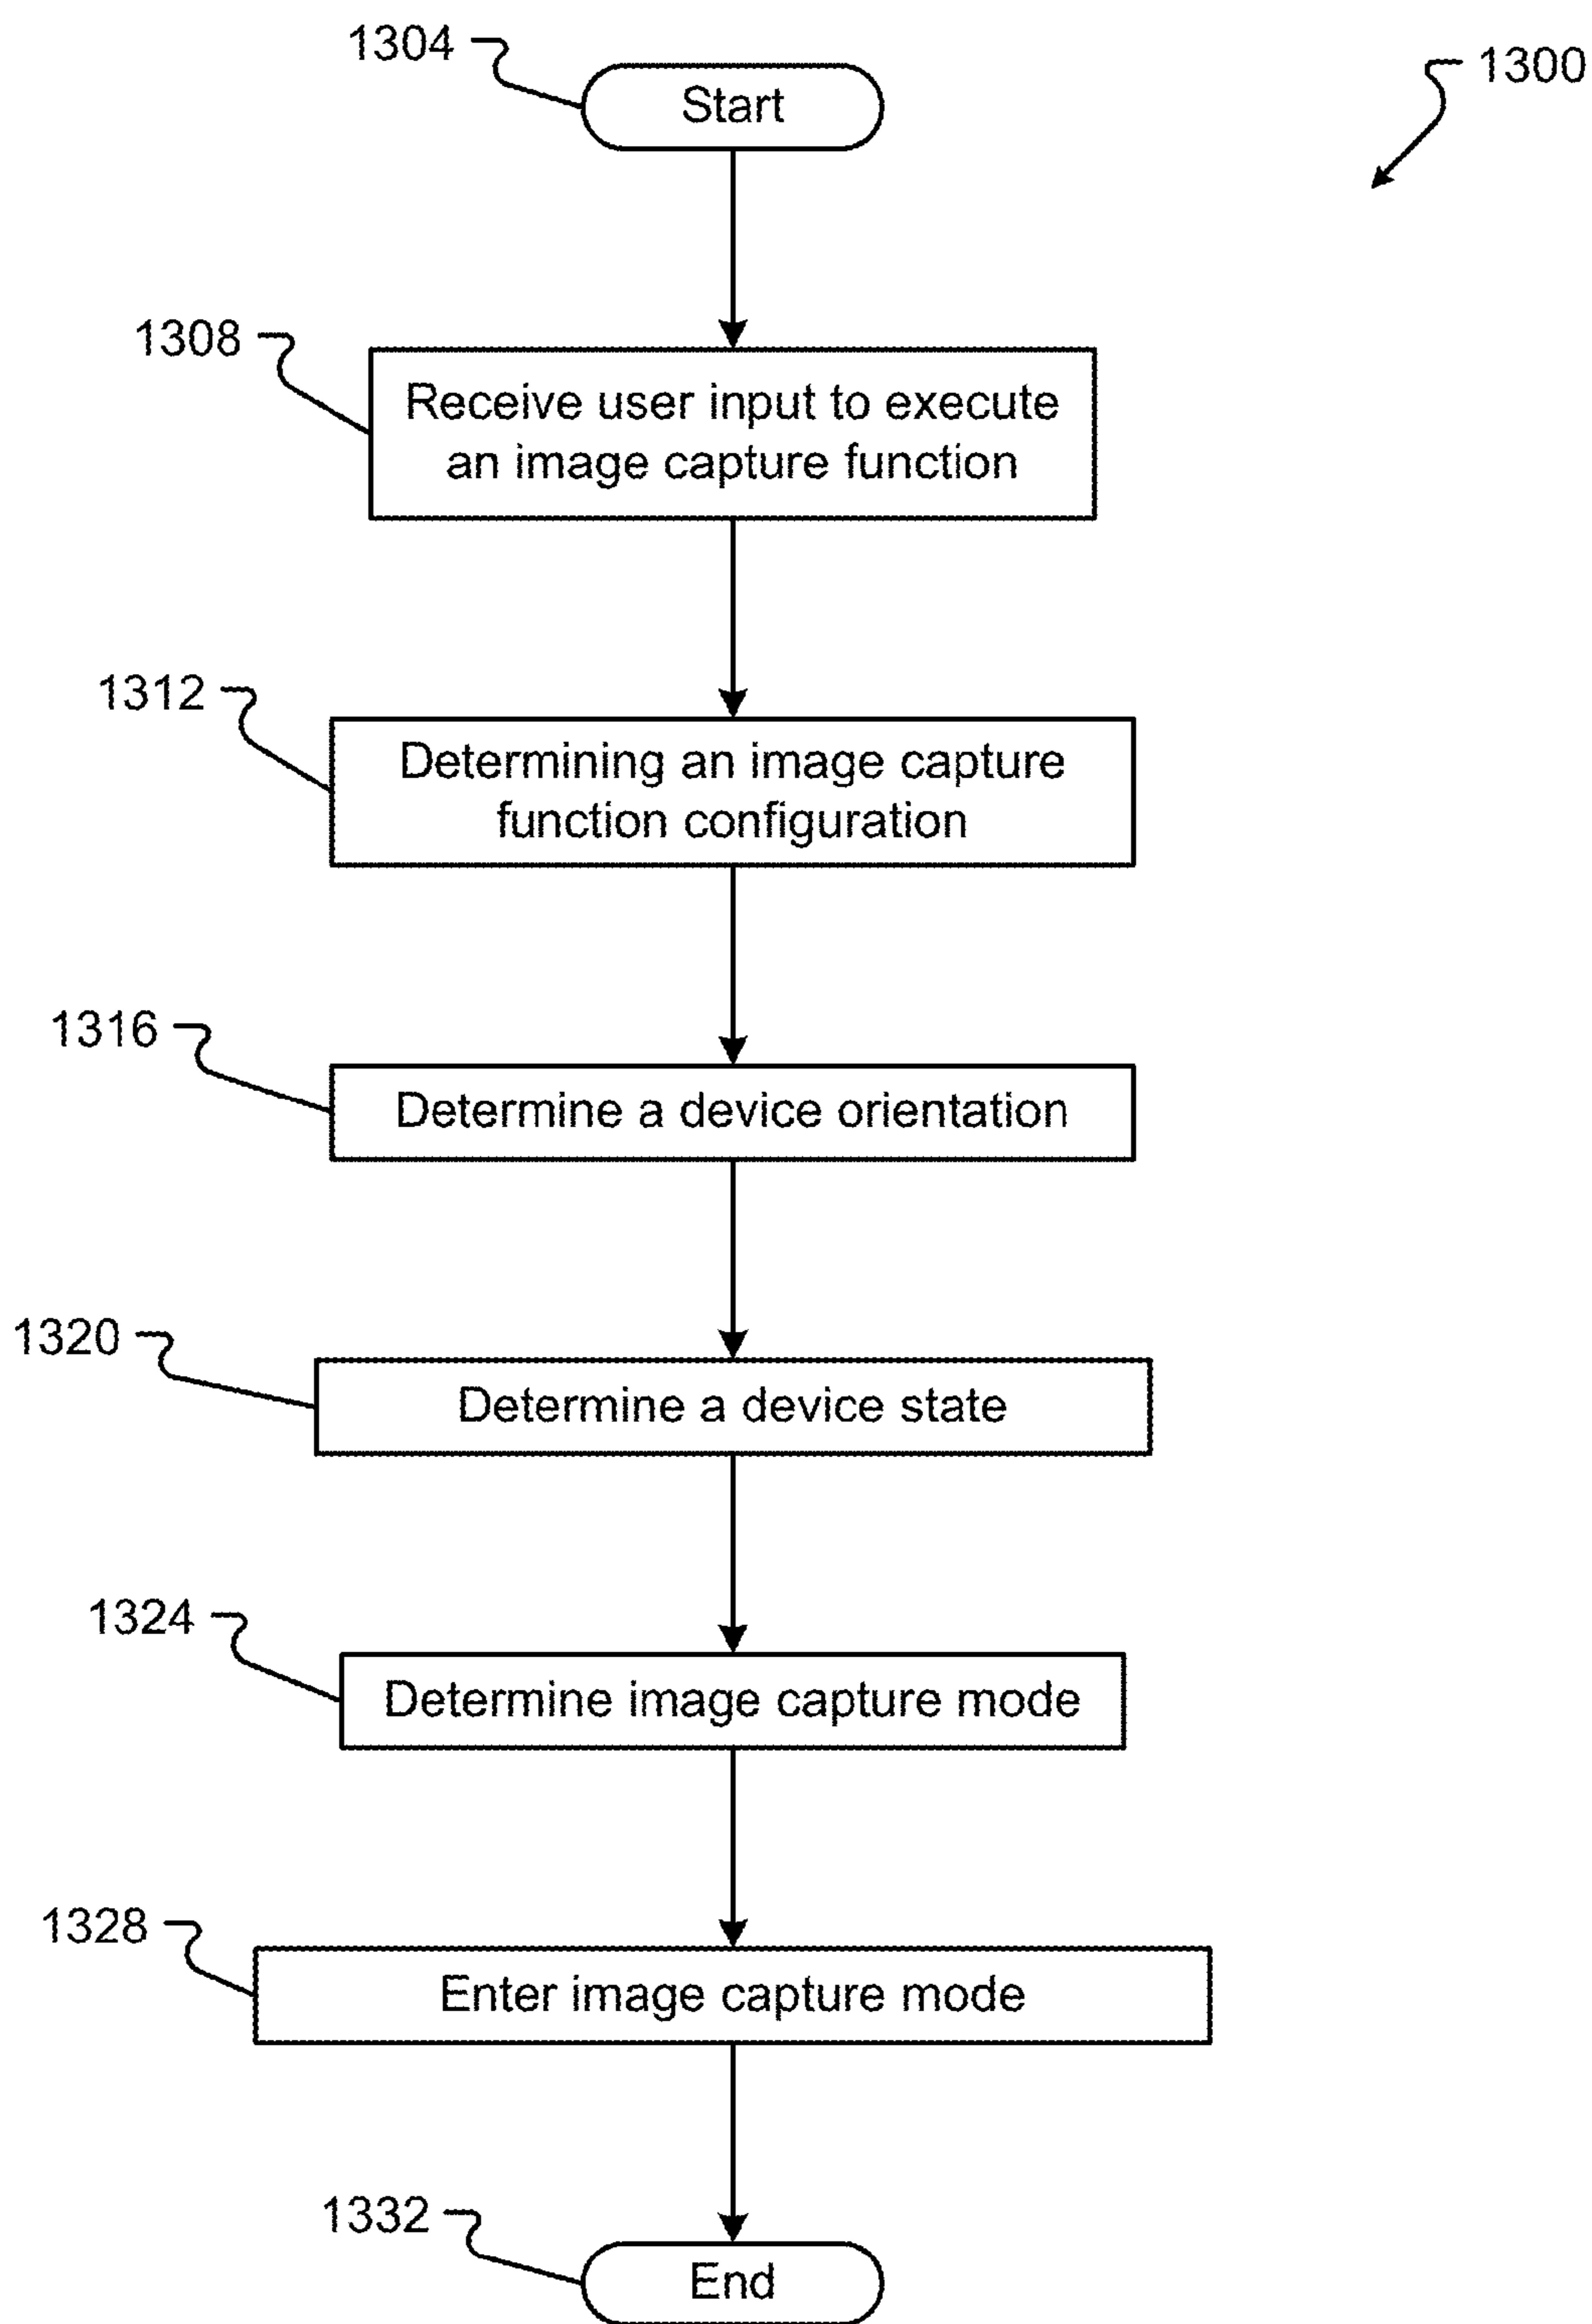 1304
Start
1300
1308
Receive user input to execute
an image capture function
1312
Determining an image capture
function configuration
1316
Determine a device orientation
1320
Determine a device state
1324
Determine image capture mode
1328
Enter image capture mode
1332
End